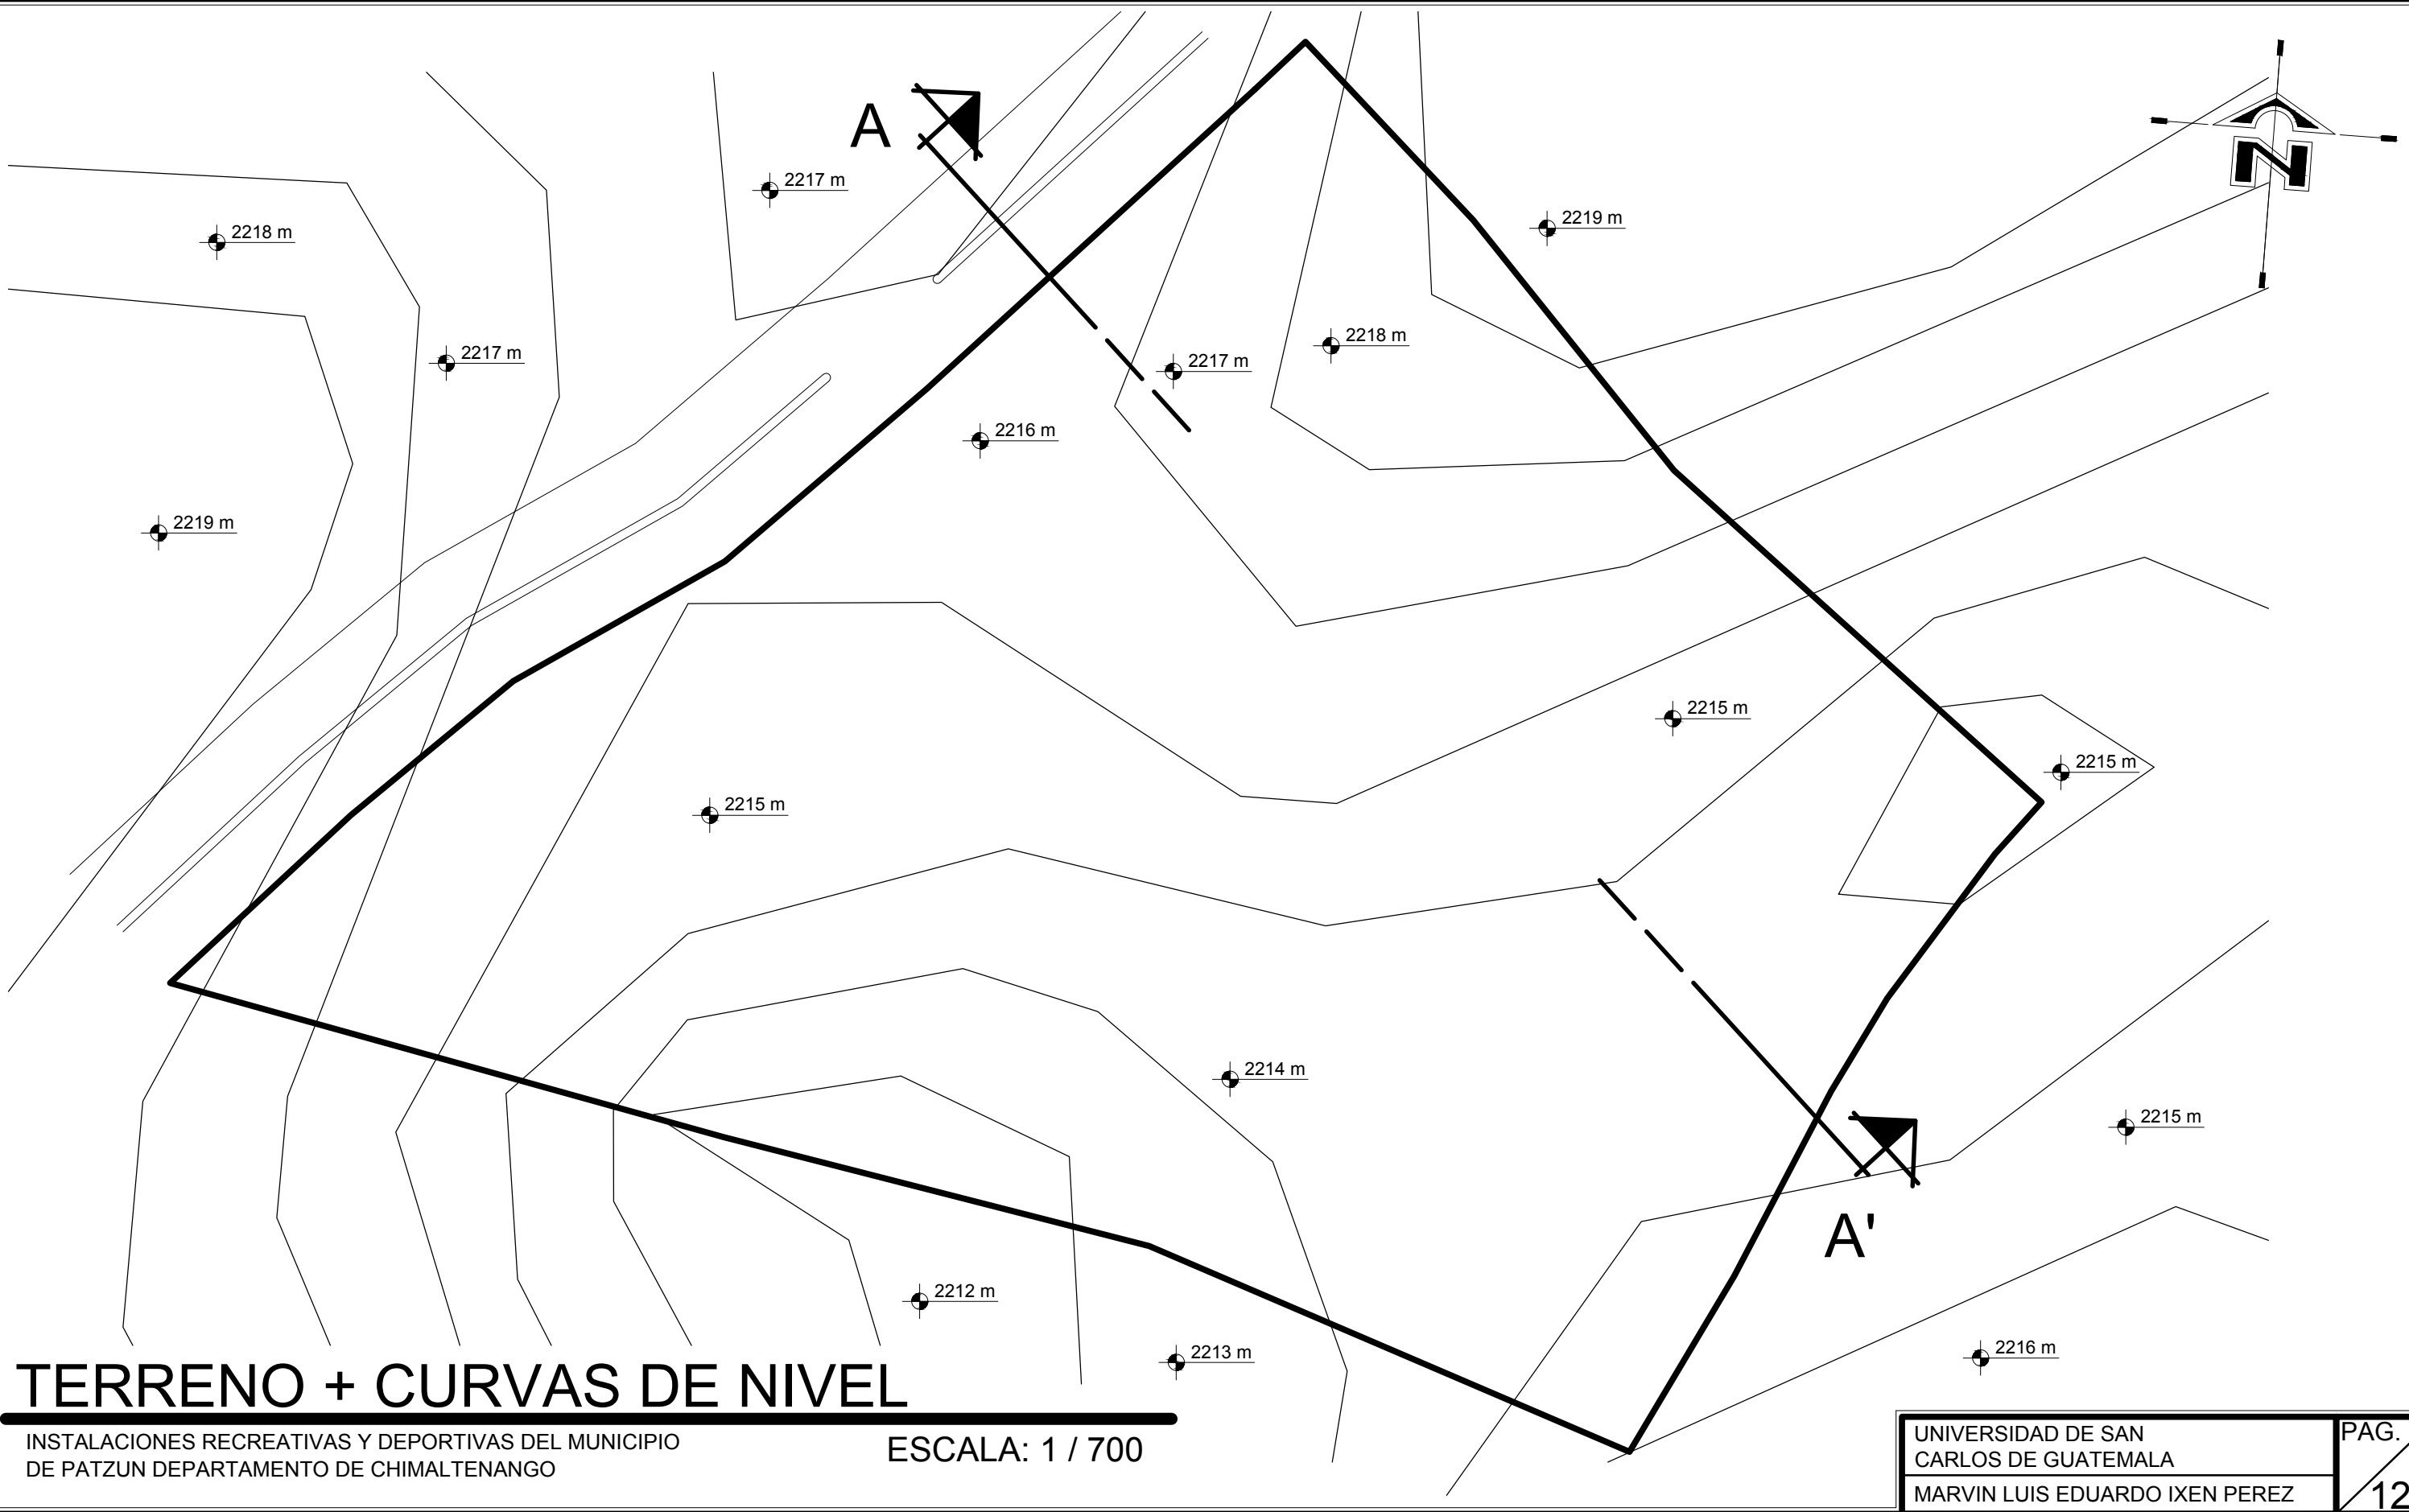 A
2217 m
2218 m
2219 m
N
2217 m
2218 m
2217 m
2216 m
2219 m
2215 m
2215 m
2215 m
2214 m
2215 m
A'
2212 m
2213 m
2216 m
TERRENO + CURVAS DE NIVEL
INSTALACIONES RECREATIVAS Y DEPORTIVAS DEL MUNICIPIO
DE PATZUN DEPARTAMENTO DE CHIMALTENANGO
ESCALA: 1 / 700
UNIVERSIDAD DE SAN
CARLOS DE GUATEMALA
MARVIN LUIS EDUARDO IXEN PEREZ
PAG.
12